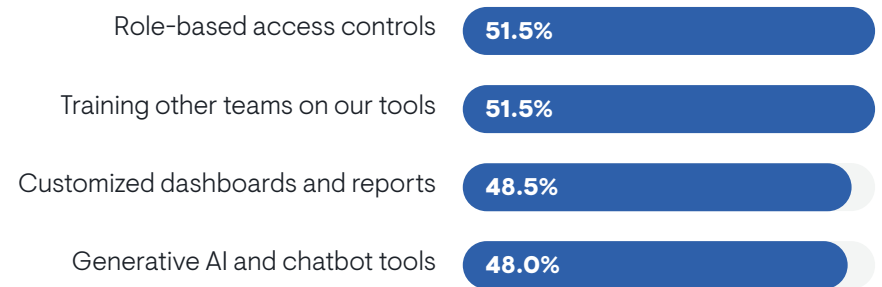 Role-based access controls 51.5%
Training other teams on our tools 51.5%
Customized dashboards and reports 48.5%
Generative AI and chatbot tools 48.0%